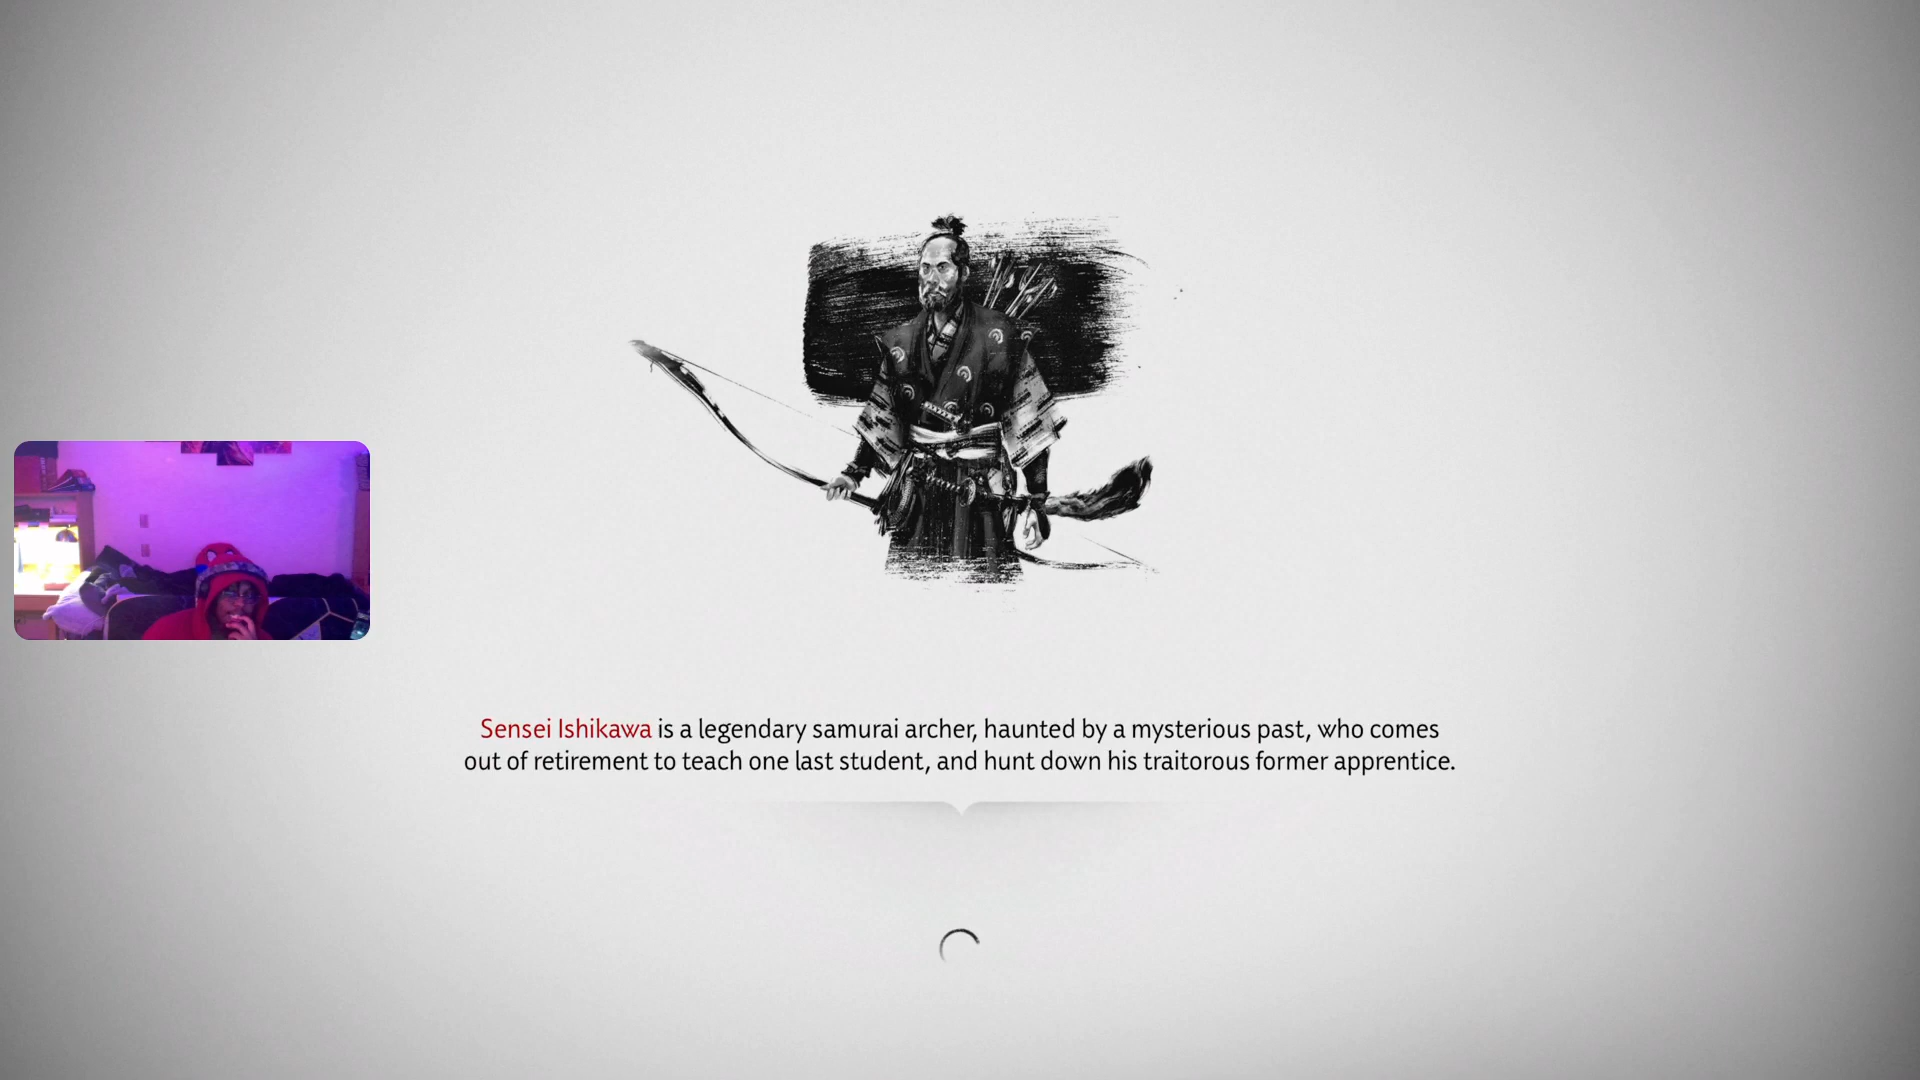 Sensei Ishikawa is a legendary samurai archer, haunted by a mysterious past, who comes
out of retirement to teach one last student, and hunt down his traitorous former apprentice.